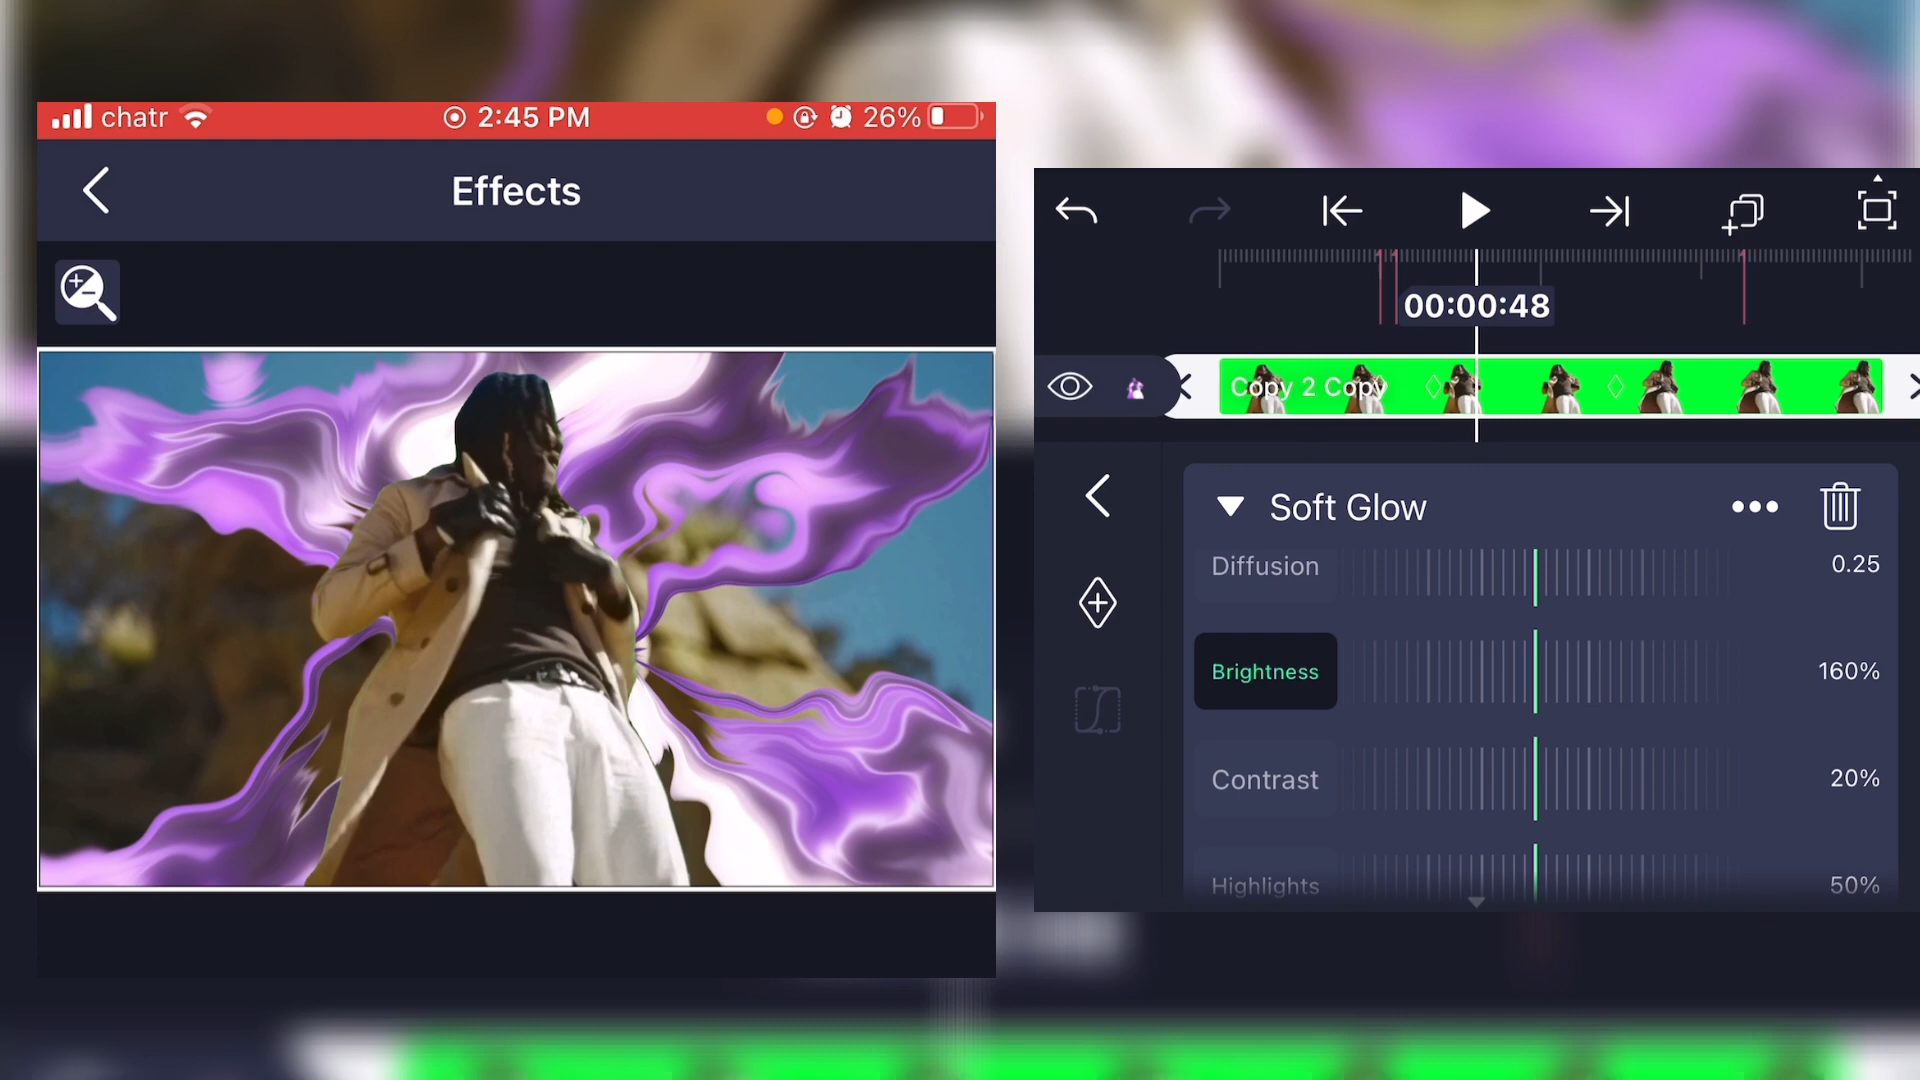 chatr 2:45 PM 26%
Effects
00:00:48
Copy 2 Copy
Soft Glow
Diffusion 0.25
Brightness 160%
Contrast 20%
Highlights 50%